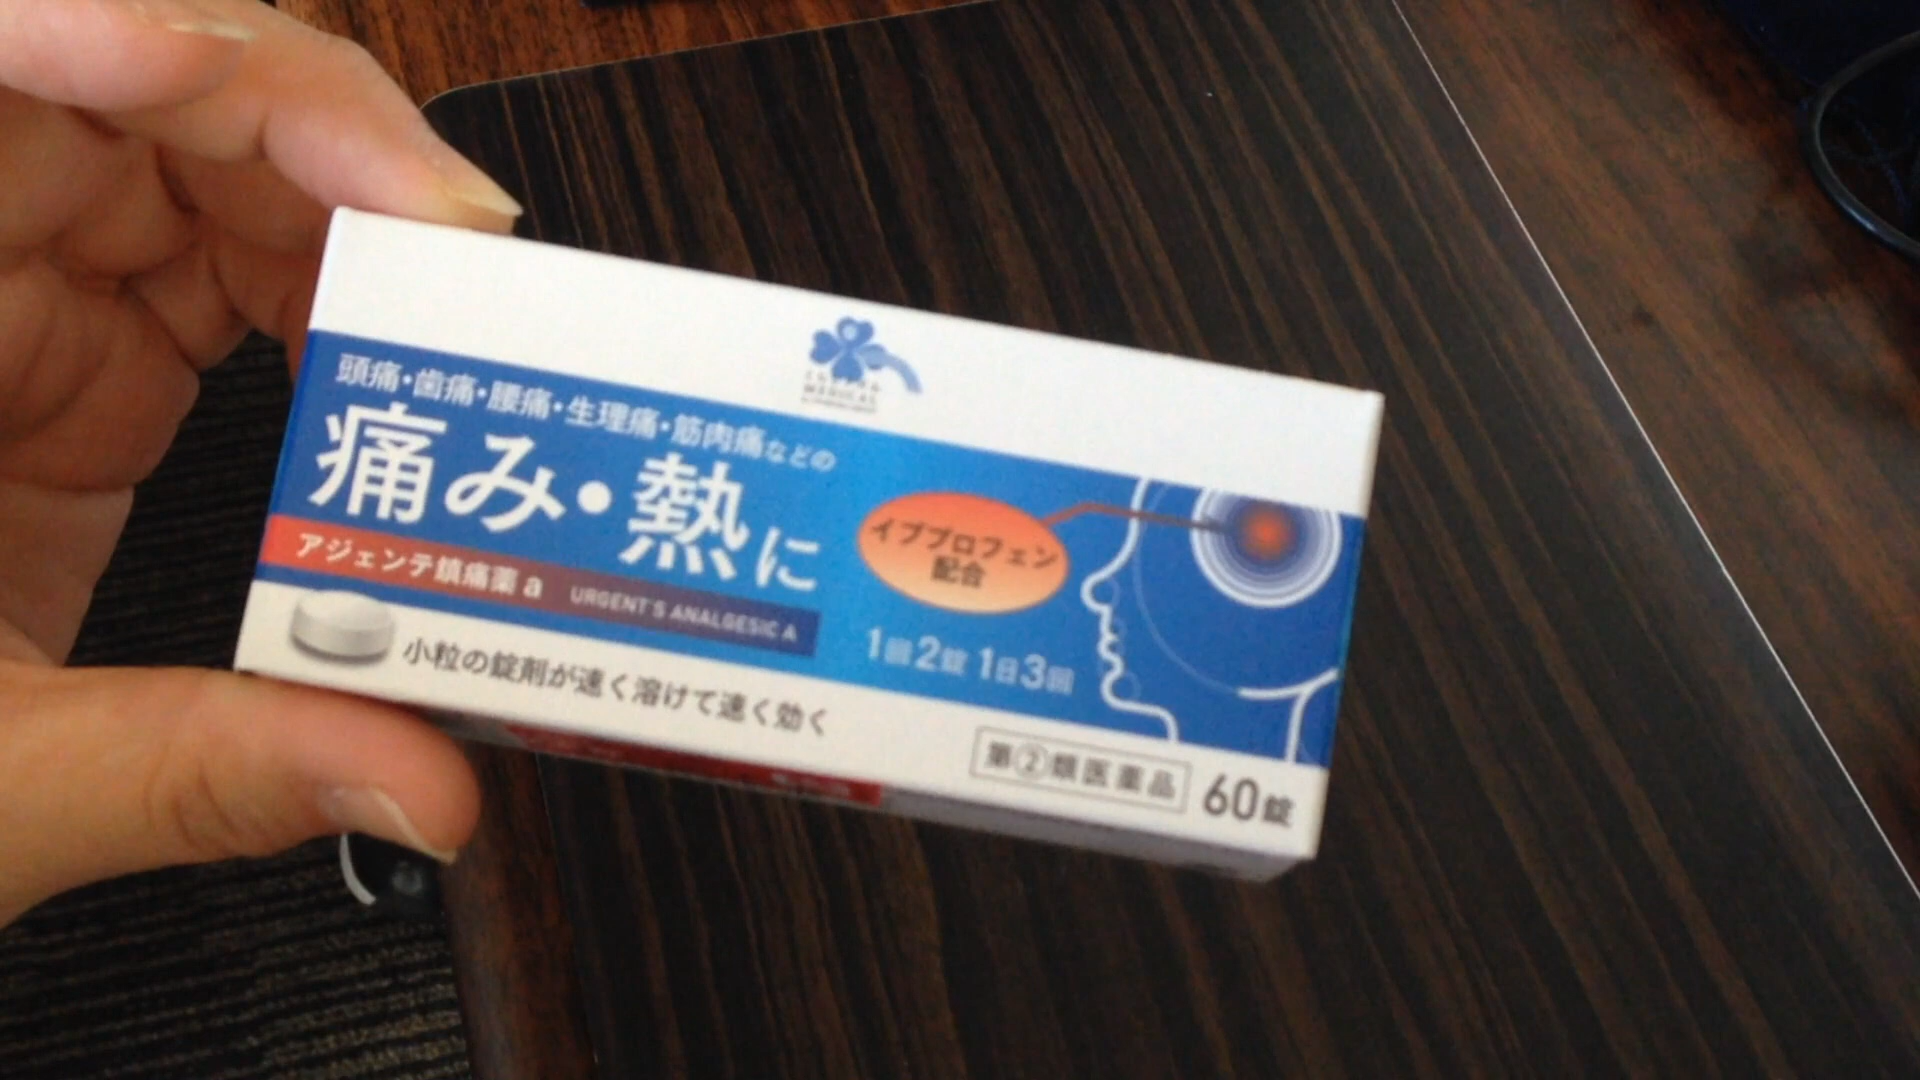 頭痛・歯痛・腰痛・生理痛・筋肉痛などの
痛み・熱に
アジェンテ鎮痛薬a URGENT'S ANALGESIC A
イブプロフェン
配合
1回2錠 1日3回
小粒の錠剤が速く溶けて速く効く
第②類医薬品 60錠